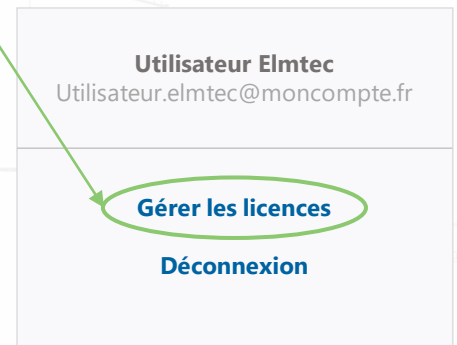 Utilisateur Elmtec
Utilisateur.elmtec@moncompte.fr
Gérer les licences
Déconnexion